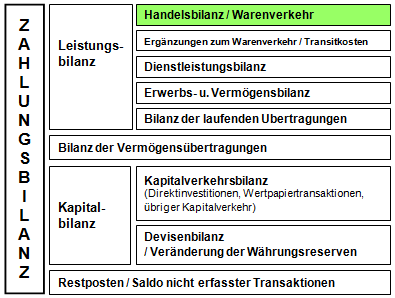 ZAHLUNGSBILANZ
Leistungs-
bilanz
Handelsbilanz / Warenverkehr
Ergänzungen zum Warenverkehr / Transitkosten
Dienstleistungsbilanz
Erwerbs- u. Vermögensbilanz
Bilanz der laufenden Übertragungen
Bilanz der Vermögensübertragungen
Kapital-
bilanz
Kapitalverkehrsbilanz
(Direktinvestitionen, Wertpapiertransaktionen,
übriger Kapitalverkehr)
Devisenbilanz
/ Veränderung der Währungsreserven
Restposten / Saldo nicht erfasster Transaktionen